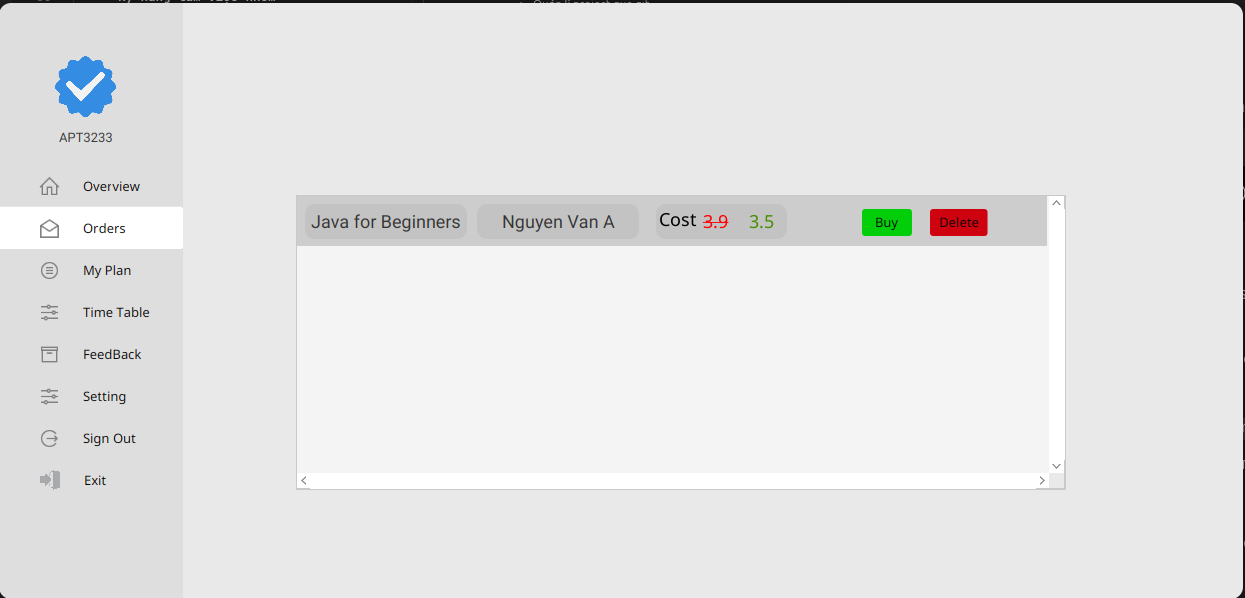 APT3233
Overview
Orders
My Plan
Time Table
FeedBack
Setting
Sign Out
Exit
Java for Beginners Nguyen Van A Cost 3.9 3.5 Buy Delete